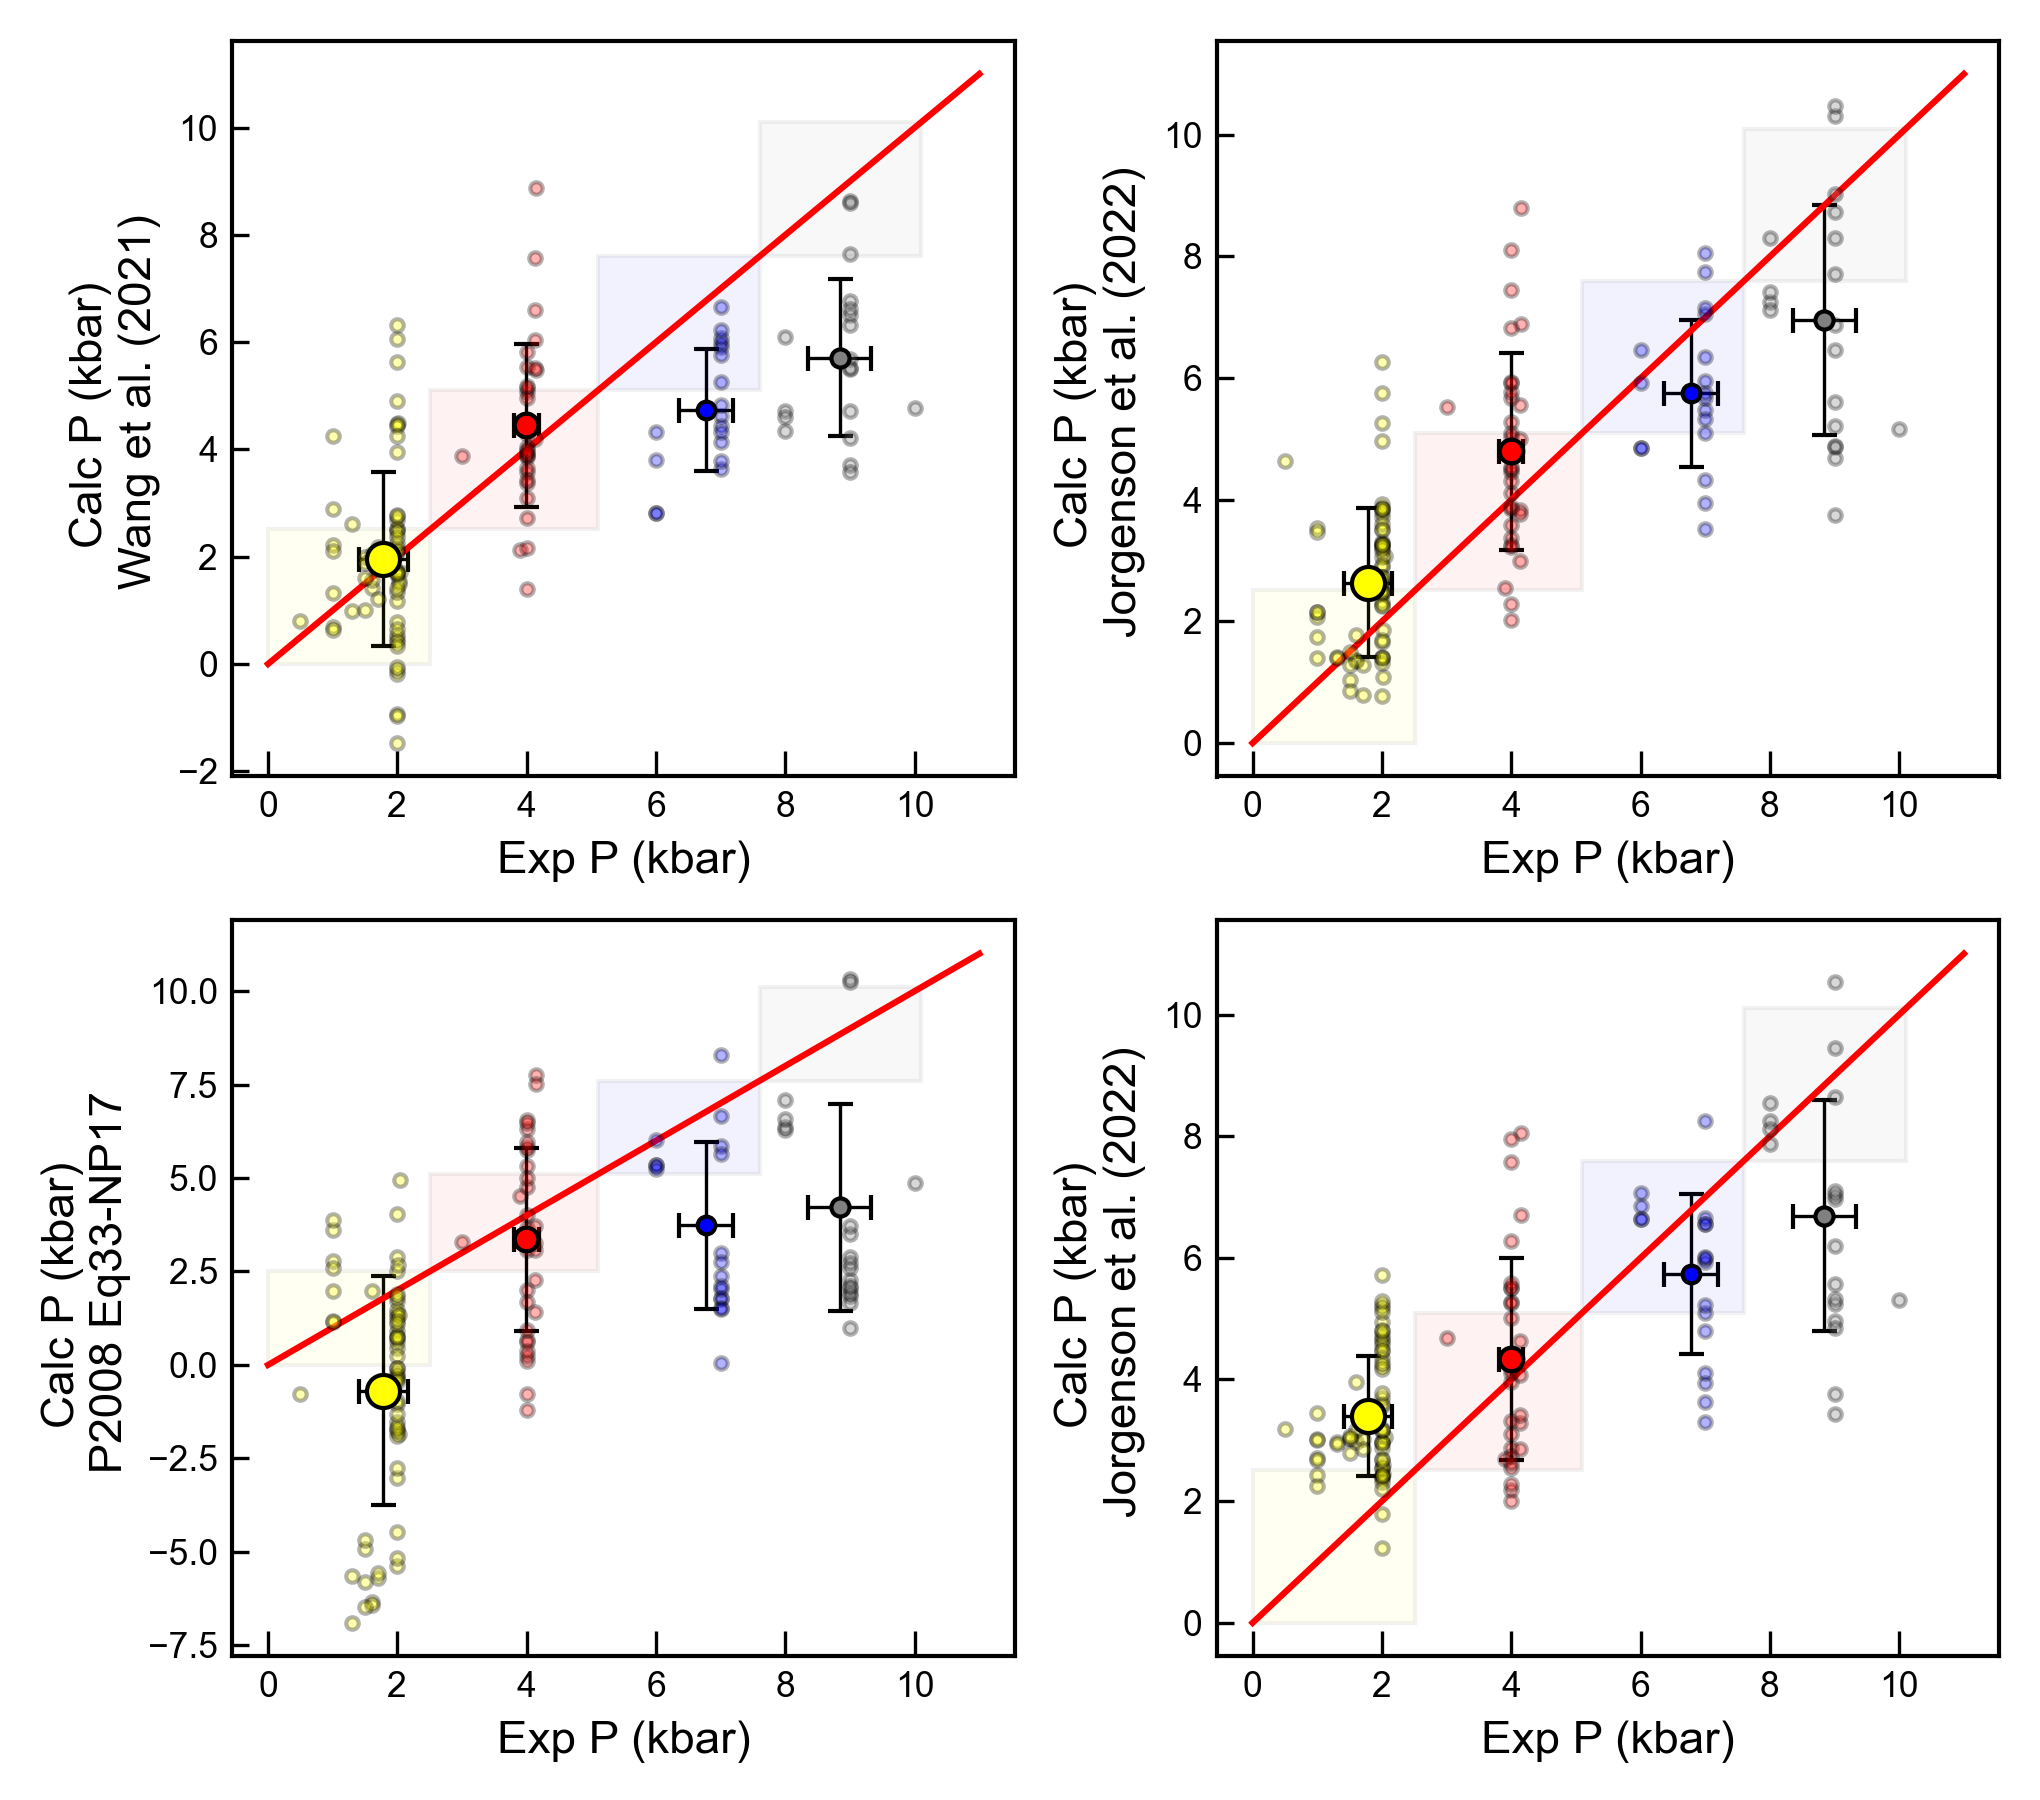 Calc P (kbar)
Wang et al. (2021)
10
8
6
4
2
0
−2
0 2 4 6 8 10
Exp P (kbar)
Calc P (kbar)
Jorgenson et al. (2022)
10
8
6
4
2
0
0 2 4 6 8 10
Exp P (kbar)
Calc P (kbar)
P2008 Eq33-NP17
10.0
7.5
5.0
2.5
0.0
−2.5
−5.0
−7.5
0 2 4 6 8 10
Exp P (kbar)
Calc P (kbar)
Jorgenson et al. (2022)
10
8
6
4
2
0
0 2 4 6 8 10
Exp P (kbar)